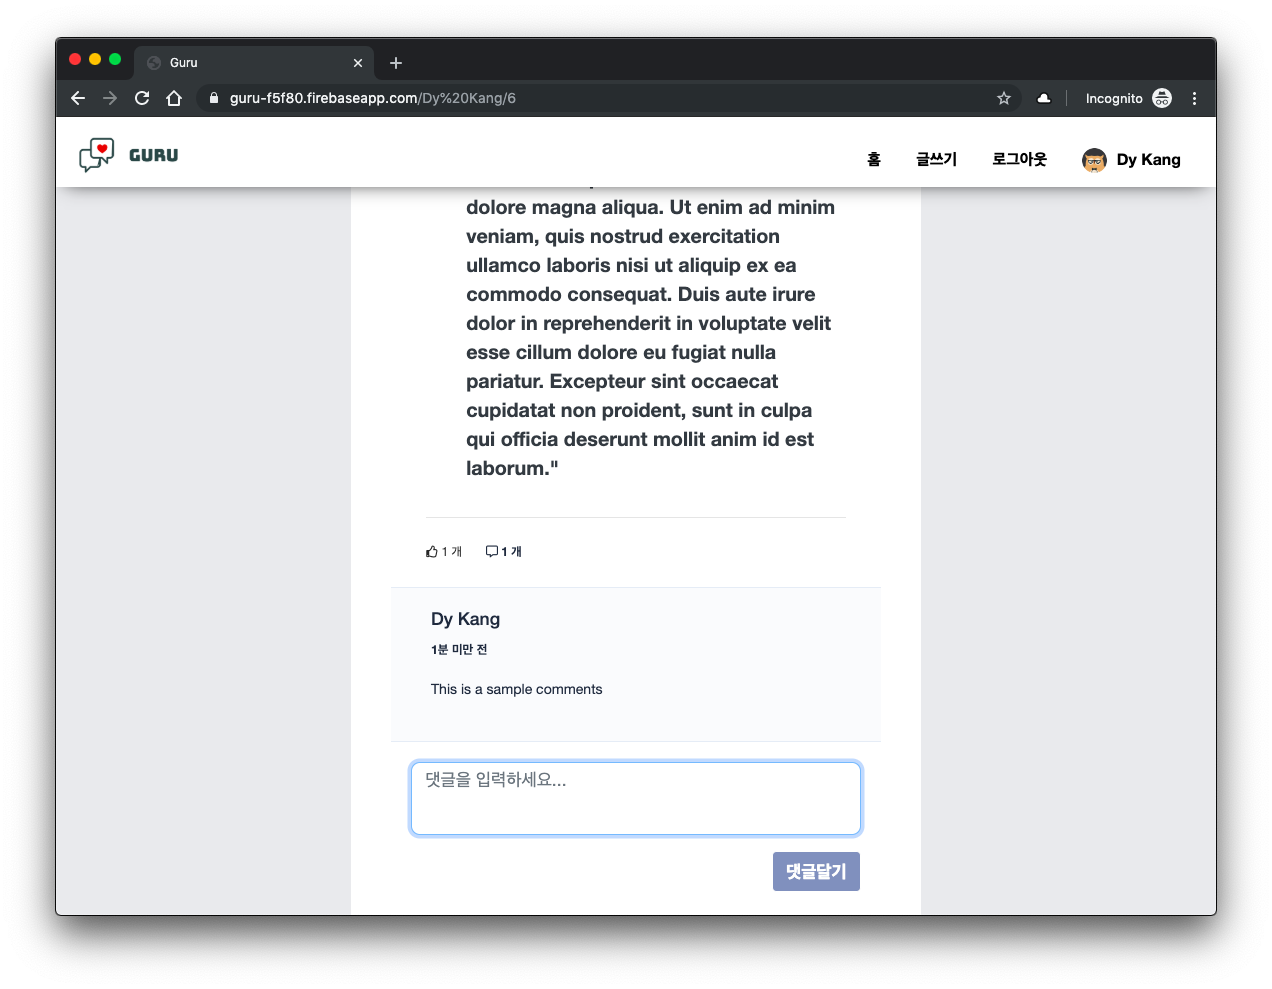 Guru
guru-f5f80.firebaseapp.com/Dy%20Kang/6
Incognito
GURU
홈
글쓰기
로그아웃
Dy Kang
dolore magna aliqua. Ut enim ad minim
veniam, quis nostrud exercitation
ullamco laboris nisi ut aliquip ex ea
commodo consequat. Duis aute irure
dolor in reprehenderit in voluptate velit
esse cillum dolore eu fugiat nulla
pariatur. Excepteur sint occaecat
cupidatat non proident, sunt in culpa
qui officia deserunt mollit anim id est
laborum."
1 개
1 개
Dy Kang
1분 미만 전
This is a sample comments
댓글을 입력하세요...
댓글달기